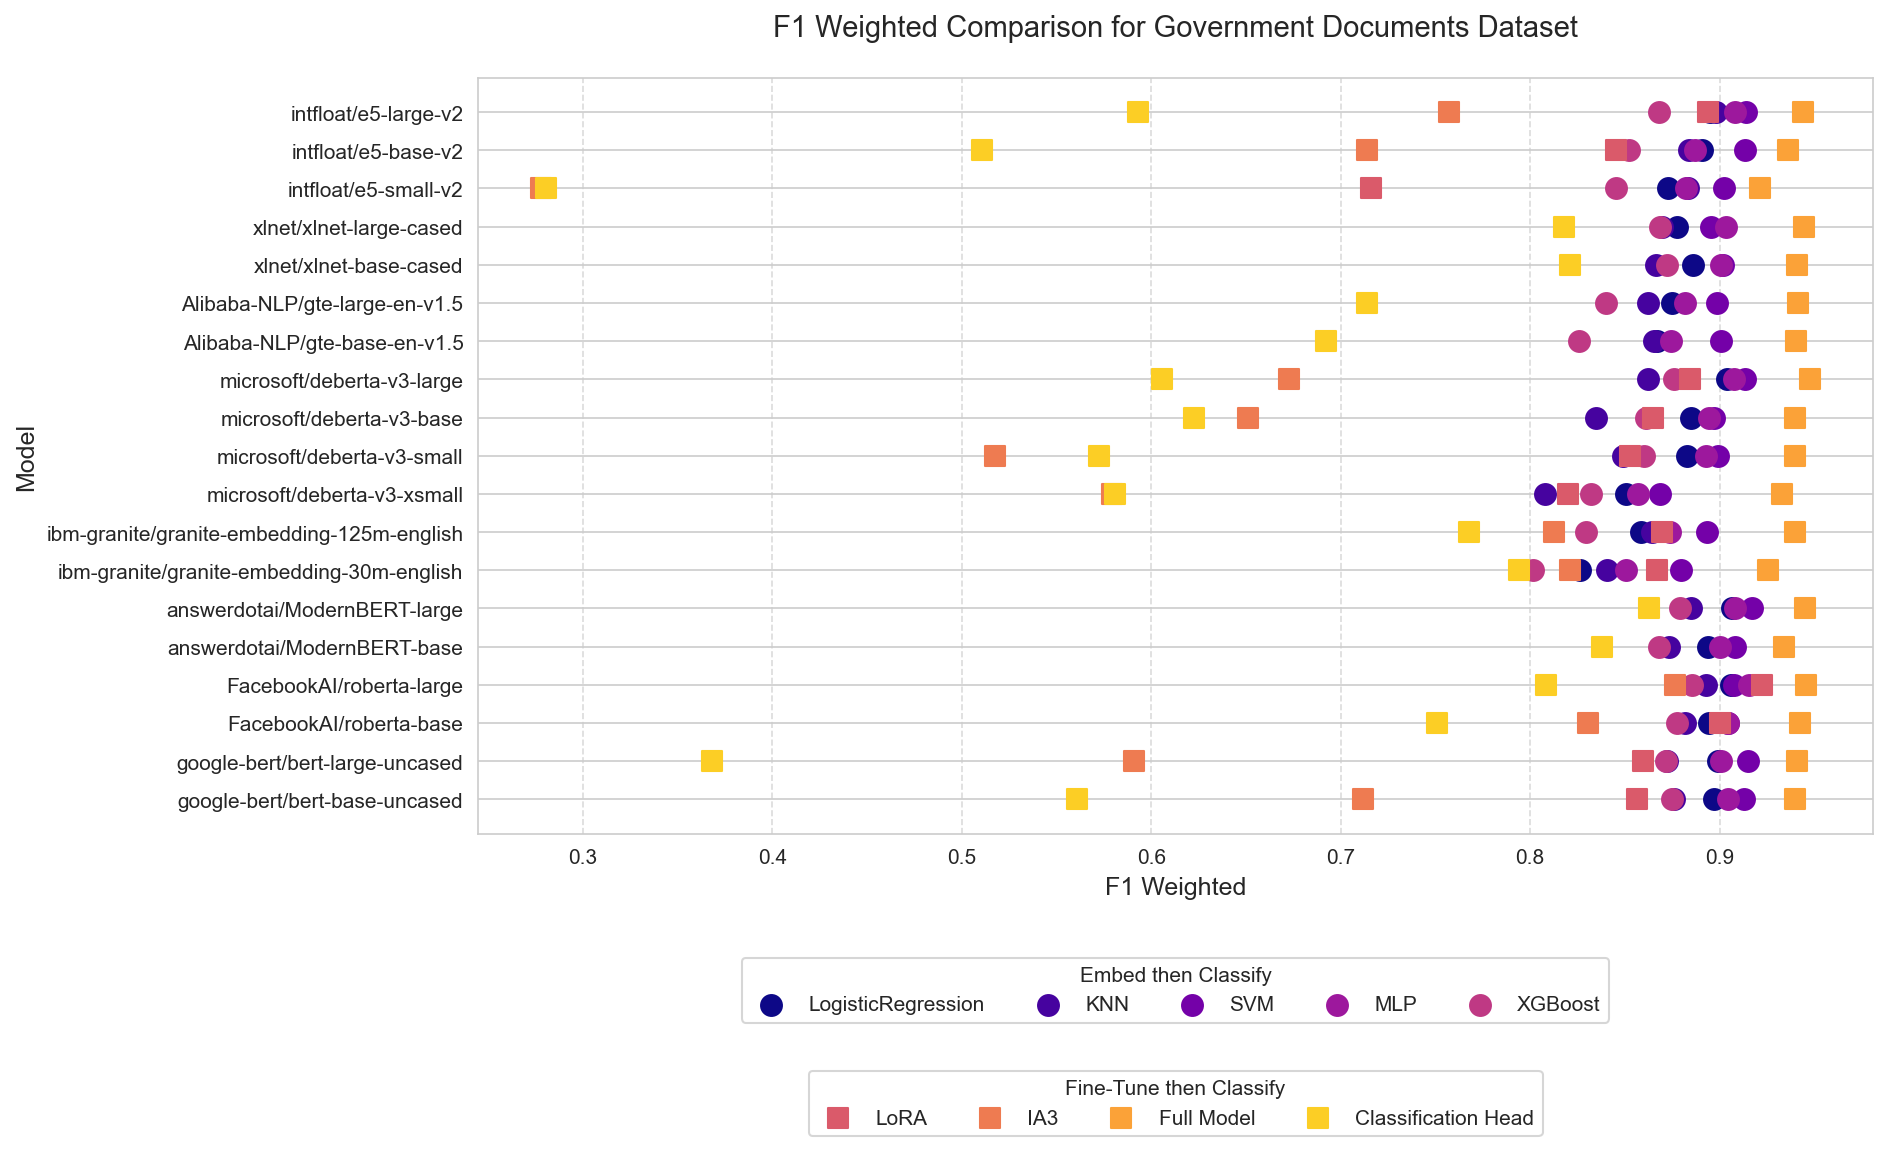 F1 Weighted Comparison for Government Documents Dataset
Model
intfloat/e5-large-v2
intfloat/e5-base-v2
intfloat/e5-small-v2
xlnet/xlnet-large-cased
xlnet/xlnet-base-cased
Alibaba-NLP/gte-large-en-v1.5
Alibaba-NLP/gte-base-en-v1.5
microsoft/deberta-v3-large
microsoft/deberta-v3-base
microsoft/deberta-v3-small
microsoft/deberta-v3-xsmall
ibm-granite/granite-embedding-125m-english
ibm-granite/granite-embedding-30m-english
answerdotai/ModernBERT-large
answerdotai/ModernBERT-base
FacebookAI/roberta-large
FacebookAI/roberta-base
google-bert/bert-large-uncased
google-bert/bert-base-uncased
0.3 0.4 0.5 0.6 0.7 0.8 0.9
F1 Weighted
Embed then Classify
LogisticRegression KNN SVM MLP XGBoost
Fine-Tune then Classify
LoRA IA3 Full Model Classification Head